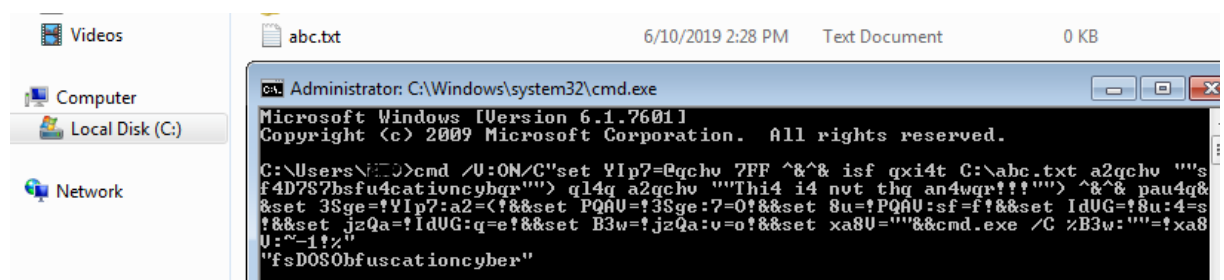 Videos
abc.txt 6/10/2019 2:28 PM Text Document 0 KB
Administrator: C:\Windows\system32\cmd.exe
Computer
Microsoft Windows [Version 6.1.7601]
Copyright (c) 2009 Microsoft Corporation. All rights reserved.
Local Disk (C:)
C:\Users\ >cmd /V:ON/C"set YIp7=@qchv 7FF ^&^& isf qxi4t C:\abc.txt a2qchv ""s
f4D7S7bsfu4cativncybqr""> ql4q a2qchv ""Thi4 i4 nvt thq an4wqr!!!""> ^&^& pau4q&
Network
&set 3Sge=!YIp7:a2=(!&&set PQAV=!3Sge:7=O!&&set 8u=!PQAV:sf=f!&&set IdVG=!8u:4=s
!&&set jzQa=!IdVG:q=e!&&set B3w=!jzQa:v=o!&&set xa8V=""&&cmd.exe /C %B3w:""=!xa8
V:~-1!%"
"fsDOSObfuscationcyber"